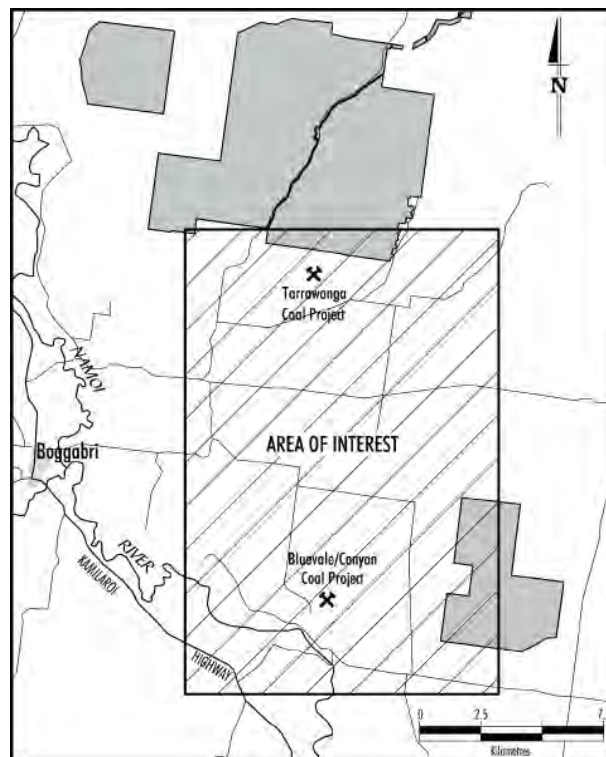 N
Tarrawonga
Coal Project
NAMOI
Boggabri
AREA OF INTEREST
RIVER
Bluevale/Canyon
Coal Project
KAMILAROI
HIGHWAY
0 2.5 7.
Kilometres